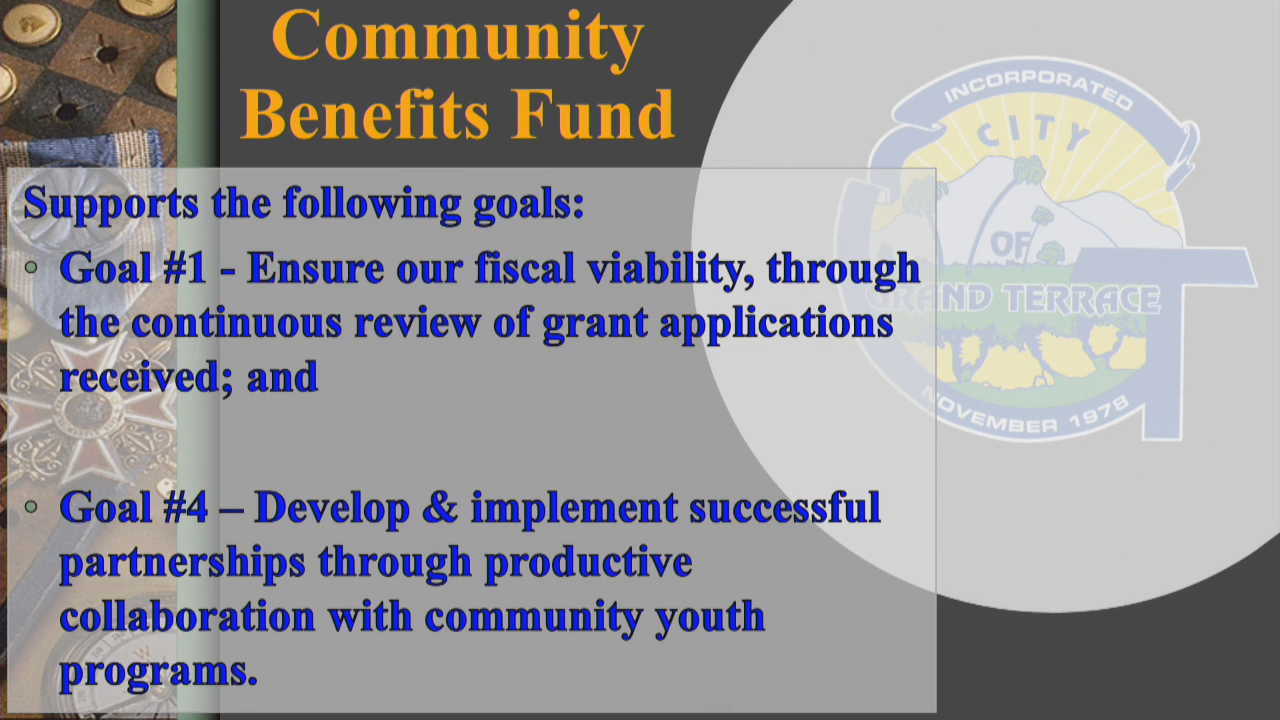 Community
Benefits Fund
Supports the following goals:
• Goal #1 - Ensure our fiscal viability, through
the continuous review of grant applications
received; and
• Goal #4 – Develop & implement successful
partnerships through productive
collaboration with community youth
programs.
INCORPORATED
CITY
OF
GRAND TERRACE
NOVEMBER 1978